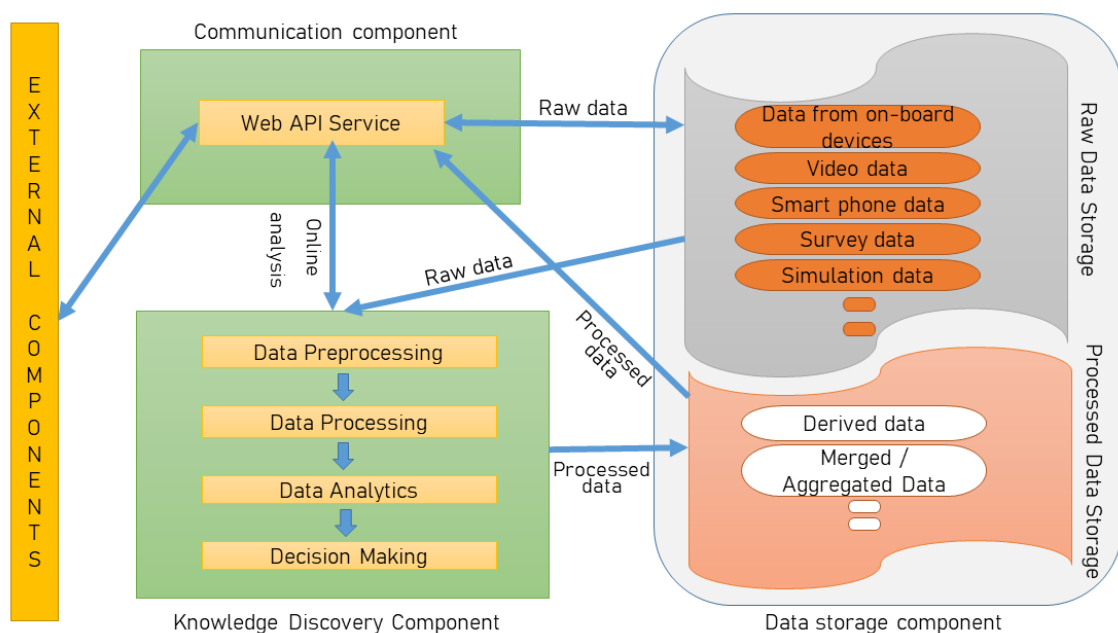 EXTERNAL COMPONENTS
Communication component
Web API Service
Raw data
Online
analysis
Raw data
Processed
data
Data Preprocessing
Data Processing
Data Analytics
Decision Making
Knowledge Discovery Component
Processed
data
Data from on-board
devices
Video data
Smart phone data
Survey data
Simulation data
Raw Data Storage
Derived data
Merged /
Aggregated Data
Processed Data Storage
Data storage component